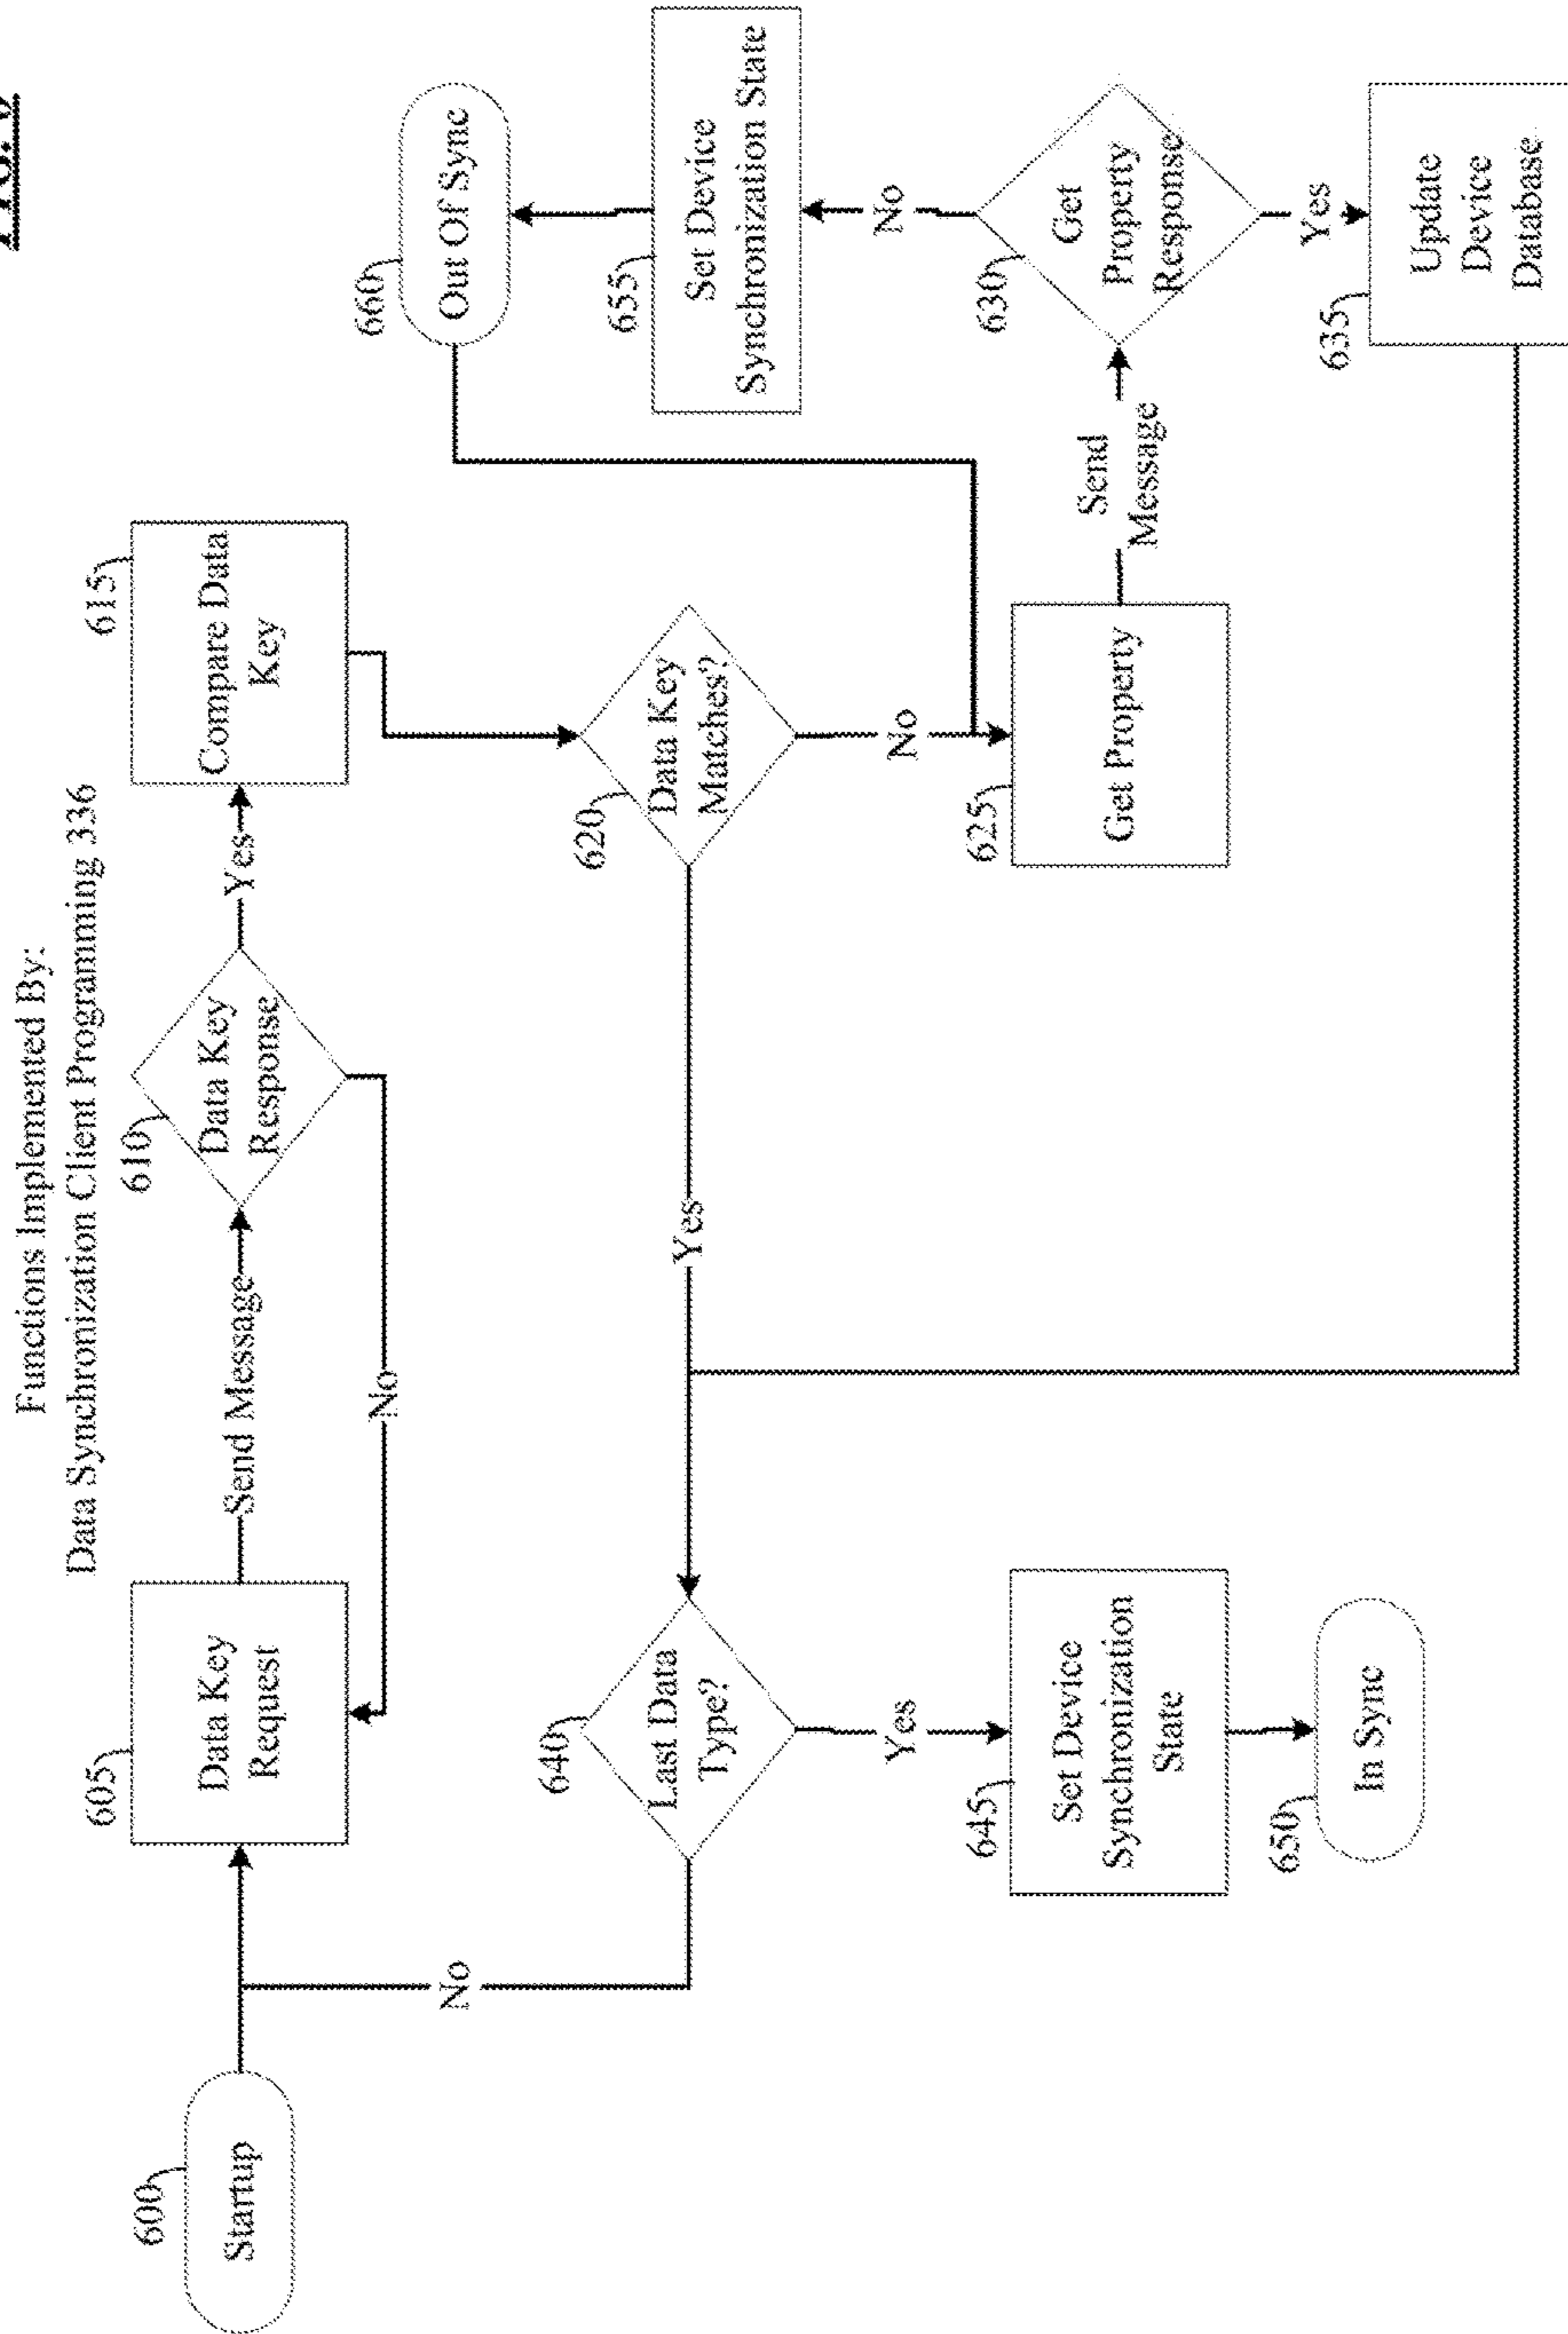 Functions Implemented By:
Data Synchronization Client Programming 336
600
Startup
605
Data Key
Request
Send Message
610
Data Key
Response
Yes
No
615
Compare Data
Key
620
Data Key
Matches?
Yes
No
625
Get Property
Send
Message
630
Get
Property
Response
No
Yes
635
Update
Device
Database
640
Last Data
Type?
No
Yes
645
Set Device
Synchronization
State
650
In Sync
655
Set Device
Synchronization State
660
Out Of Sync